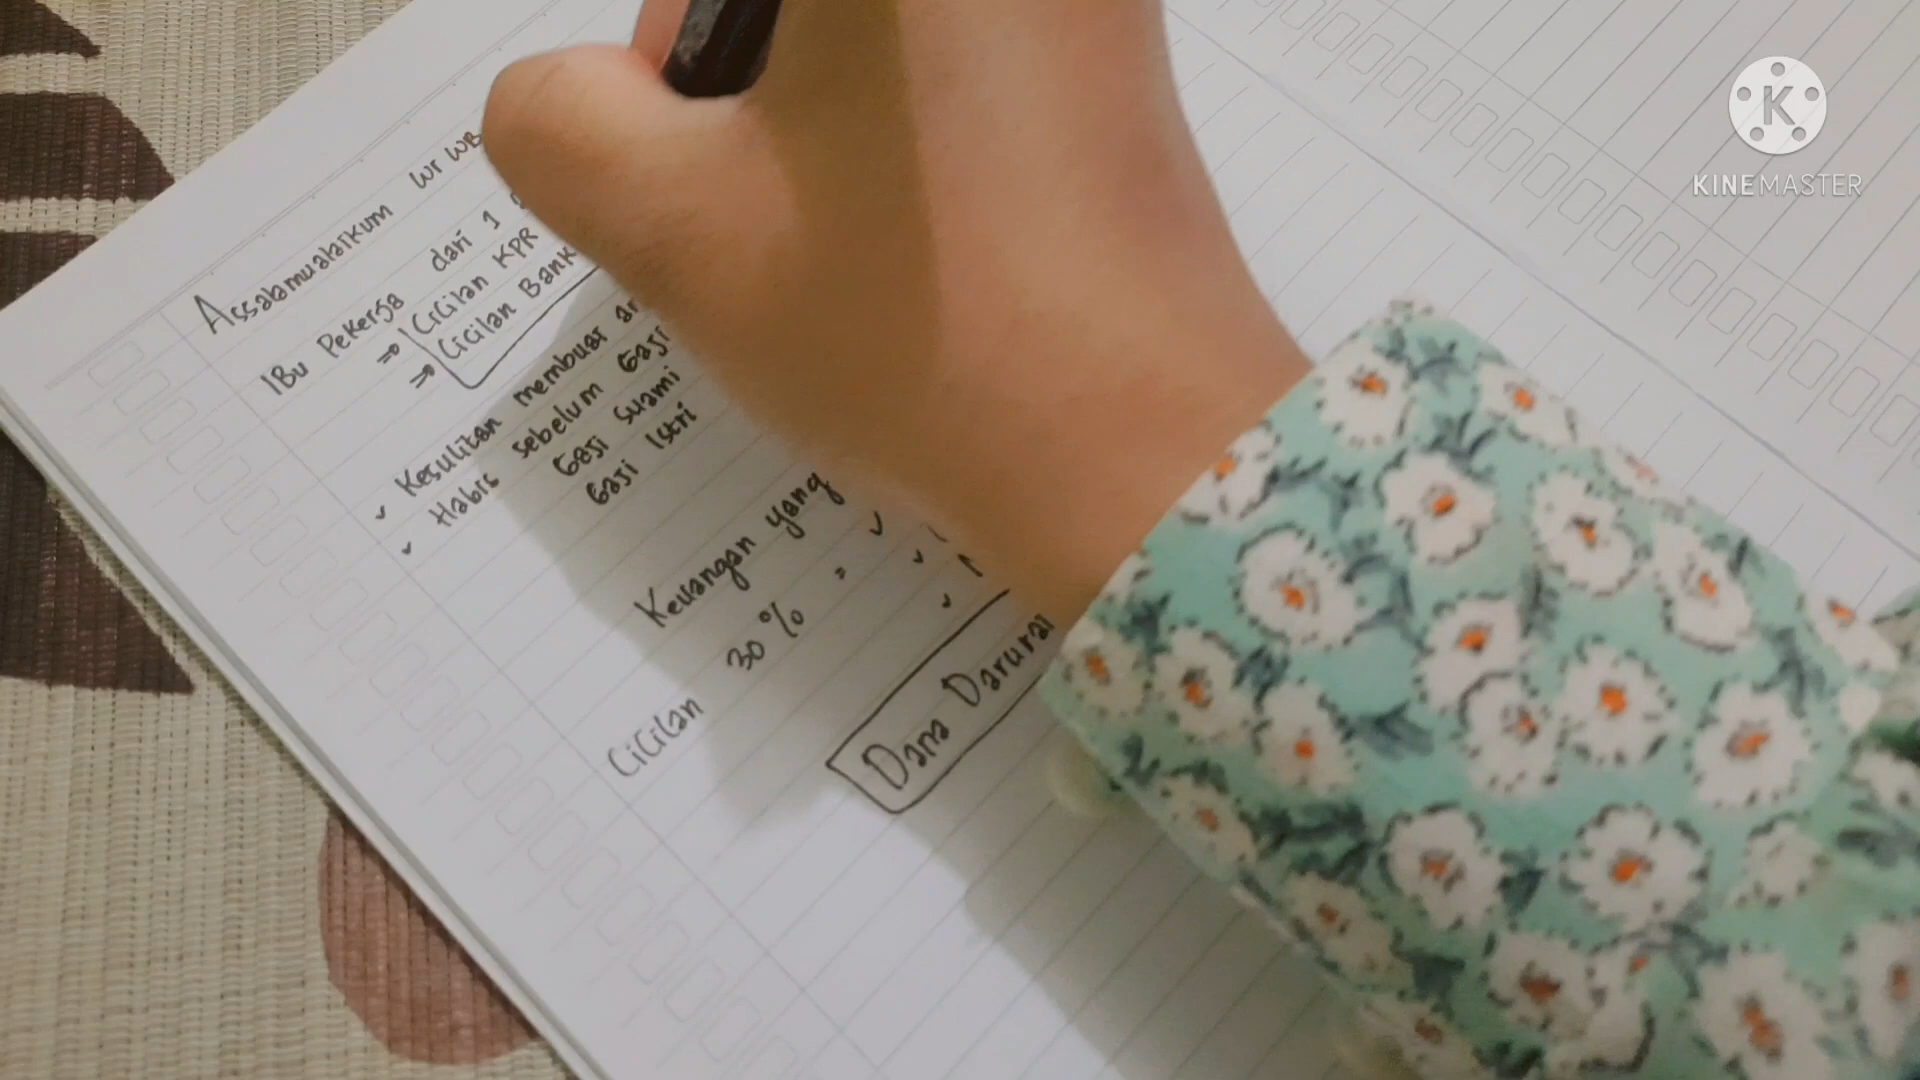 Assalamualaikum Wr WB
IBu Pekerja dari 1
=> Cicilan KPR
=> Cicilan Bank
✓ Kesulitan membuat
✓ Habis sebelum Gaji
Gaji Suami
Gaji Istri
Keuangan yang
Cicilan 30 % =
Dana Darurat
KINEMASTER